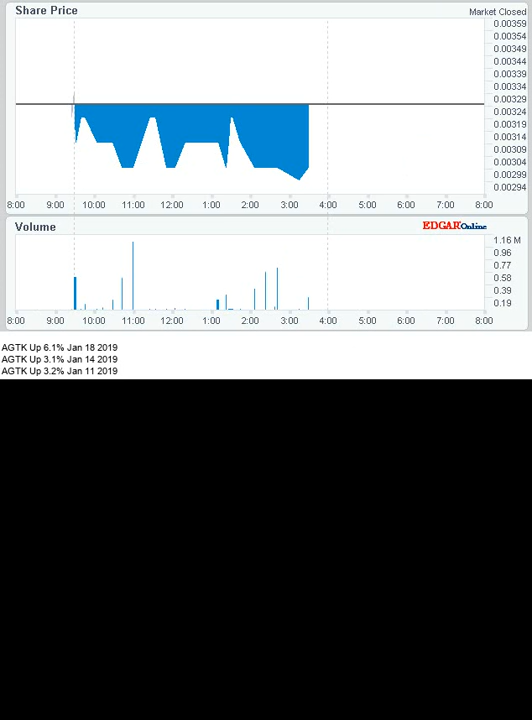 Share Price
Market Closed
0.00359
0.00354
0.00349
0.00344
0.00339
0.00334
0.00329
0.00324
0.00319
0.00314
0.00309
0.00304
0.00299
0.00294
8:00 9:00 10:00 11:00 12:00 1:00 2:00 3:00 4:00 5:00 6:00 7:00 8:00
Volume
EDGAROnline
1.16 M
0.96
0.77
0.58
0.39
0.19
8:00 9:00 10:00 11:00 12:00 1:00 2:00 3:00 4:00 5:00 6:00 7:00 8:00
AGTK Up 6.1% Jan 18 2019
AGTK Up 3.1% Jan 14 2019
AGTK Up 3.2% Jan 11 2019